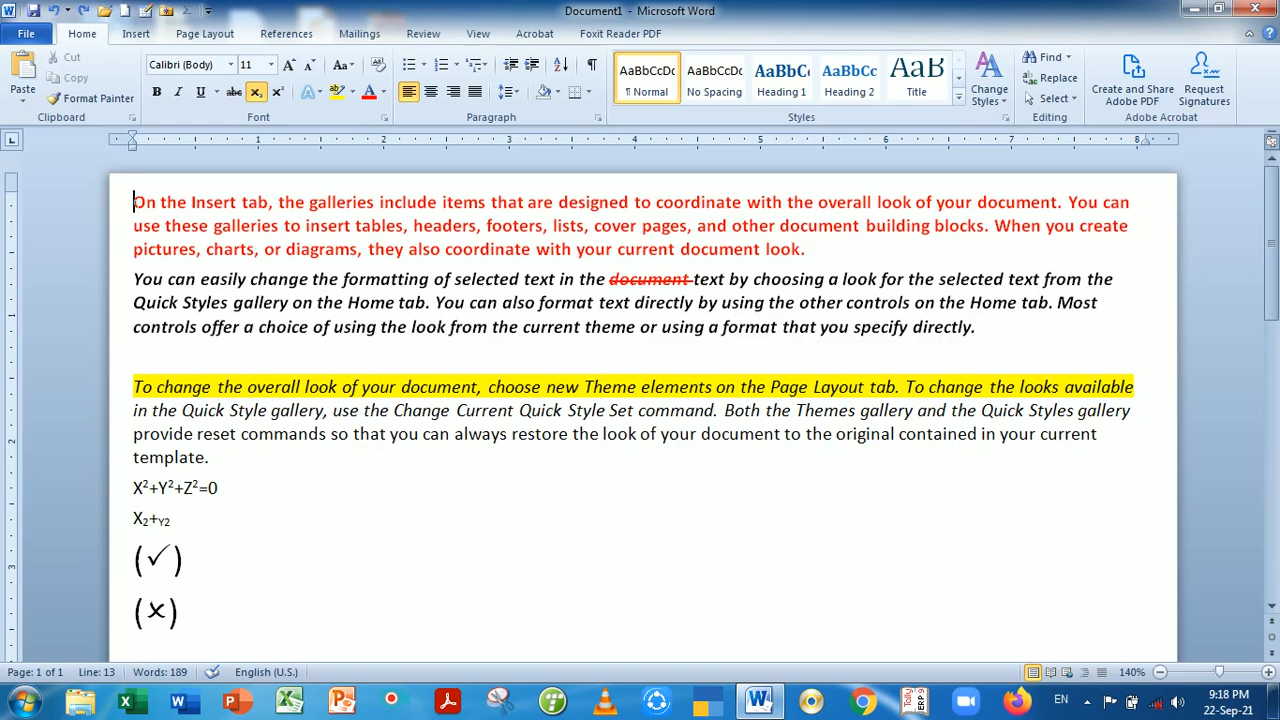 Document1 - Microsoft Word
File Home Insert Page Layout References Mailings Review View Acrobat Foxit Reader PDF
Cut
Copy
Format Painter
Paste
Clipboard
Calibri (Body) 11
Font
Paragraph
AaBbCcDc AaBbCcDc AaBbCc AaBbCc AaB
¶ Normal No Spacing Heading 1 Heading 2 Title
Change Styles
Styles
Find
Replace
Select
Editing
Create and Share Adobe PDF
Request Signatures
Adobe Acrobat
1 2 3 4 5 6 7 8
On the Insert tab, the galleries include items that are designed to coordinate with the overall look of your document. You can
use these galleries to insert tables, headers, footers, lists, cover pages, and other document building blocks. When you create
pictures, charts, or diagrams, they also coordinate with your current document look.
You can easily change the formatting of selected text in the document text by choosing a look for the selected text from the
Quick Styles gallery on the Home tab. You can also format text directly by using the other controls on the Home tab. Most
controls offer a choice of using the look from the current theme or using a format that you specify directly.
To change the overall look of your document, choose new Theme elements on the Page Layout tab. To change the looks available
in the Quick Style gallery, use the Change Current Quick Style Set command. Both the Themes gallery and the Quick Styles gallery
provide reset commands so that you can always restore the look of your document to the original contained in your current
template.
X²+Y²+Z²=0
X₂+Y2
(✓)
(×)
Page: 1 of 1 Line: 13 Words: 189 English (U.S.) 140%
EN 9:18 PM
22-Sep-21